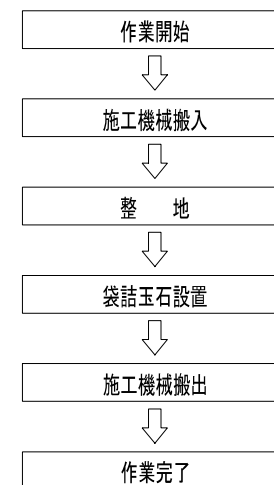 作業開始
施工機械搬入
整　　地
袋詰玉石設置
施工機械搬出
作業完了